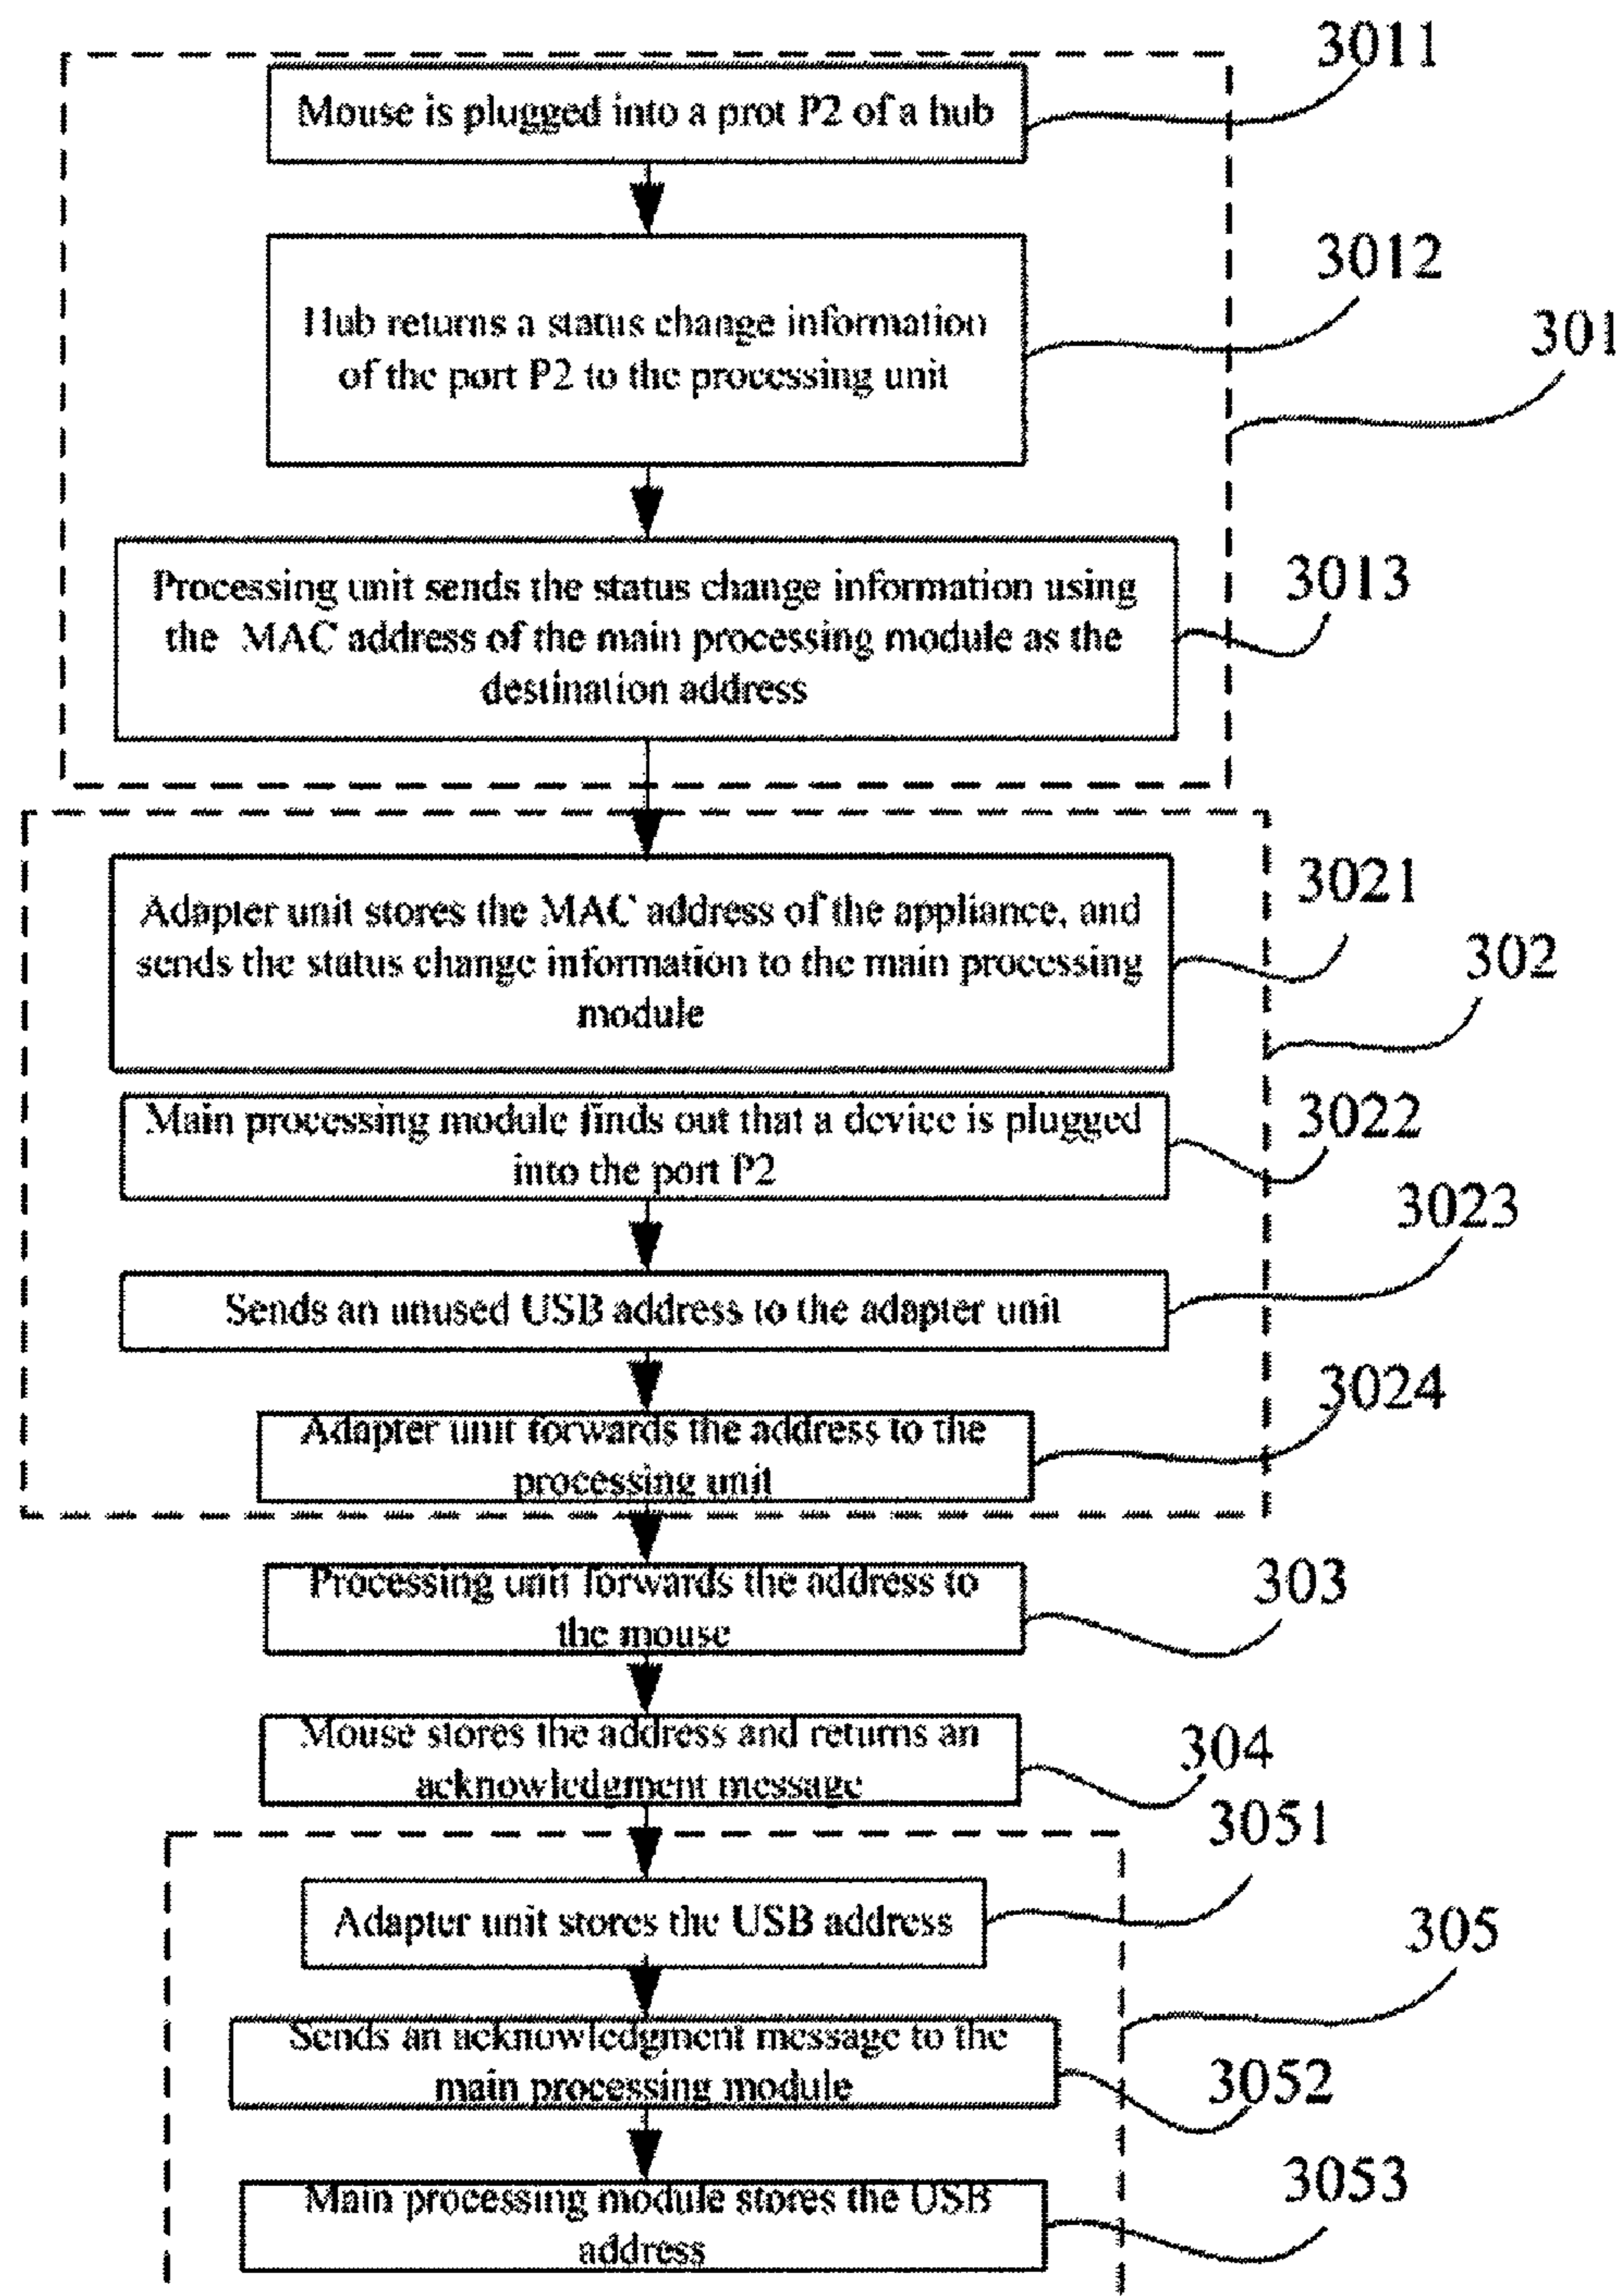 3011
Mouse is plugged into a prot P2 of a hub
3012
Hub returns a status change information
of the port P2 to the processing unit
301
3013
Processing unit sends the status change information using
the MAC address of the main processing module as the
destination address
3021
Adapter unit stores the MAC address of the appliance, and
sends the status change information to the main processing
module
302
3022
Main processing module finds out that a device is plugged
into the port P2
3023
Sends an unused USB address to the adapter unit
3024
Adapter unit forwards the address to the
processing unit
303
Processing unit forwards the address to
the mouse
304
Mouse stores the address and returns an
acknowledgment message
3051
Adapter unit stores the USB address
305
Sends an acknowledgment message to the
main processing module
3052
3053
Main processing module stores the USB
address